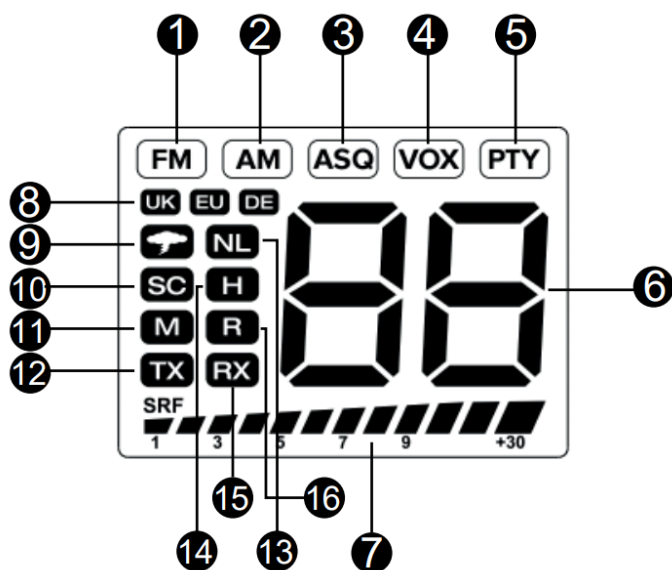 1 2 3 4 5
FM AM ASQ VOX PTY
8 UK EU DE
9 NL
88 6
10 SC H
11 M R
12 TX RX
SRF
1 3 5 7 9 +30
15 16
14 13 7